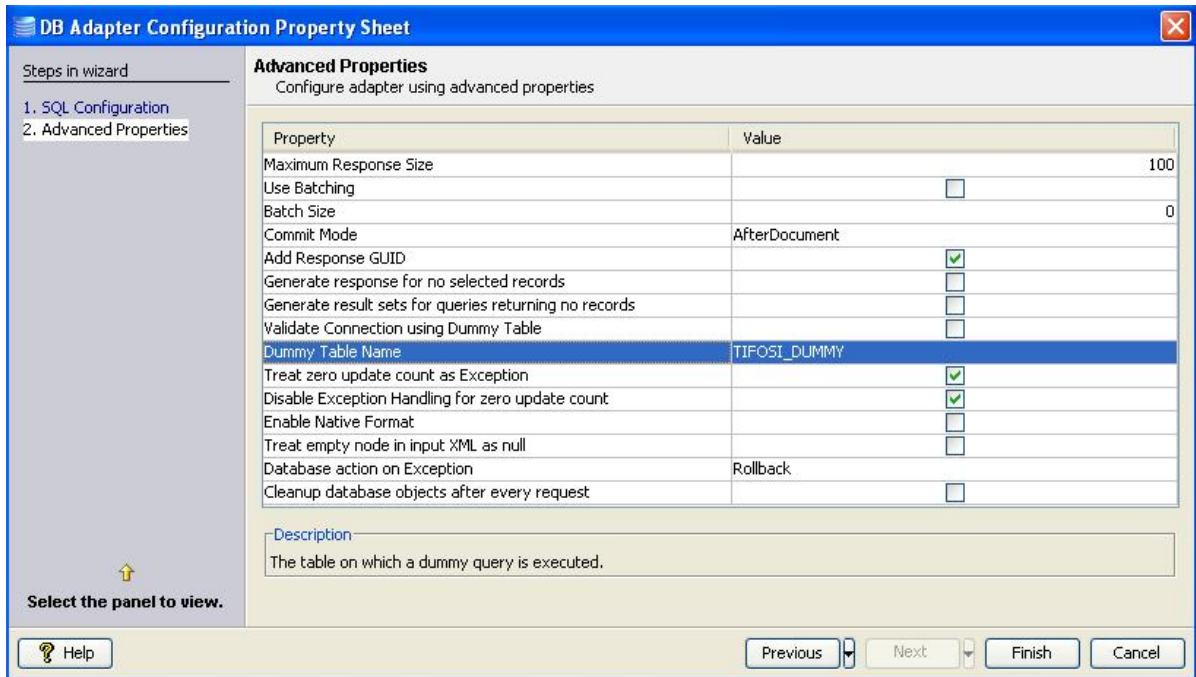 DB Adapter Configuration Property Sheet
Steps in wizard
1. SQL Configuration
2. Advanced Properties
Select the panel to view.
Advanced Properties
Configure adapter using advanced properties
Property Value
Maximum Response Size 100
Use Batching
Batch Size 0
Commit Mode AfterDocument
Add Response GUID
Generate response for no selected records
Generate result sets for queries returning no records
Validate Connection using Dummy Table
Dummy Table Name TIFOSI_DUMMY
Treat zero update count as Exception
Disable Exception Handling for zero update count
Enable Native Format
Treat empty node in input XML as null
Database action on Exception Rollback
Cleanup database objects after every request
Description
The table on which a dummy query is executed.
Help Previous Next Finish Cancel